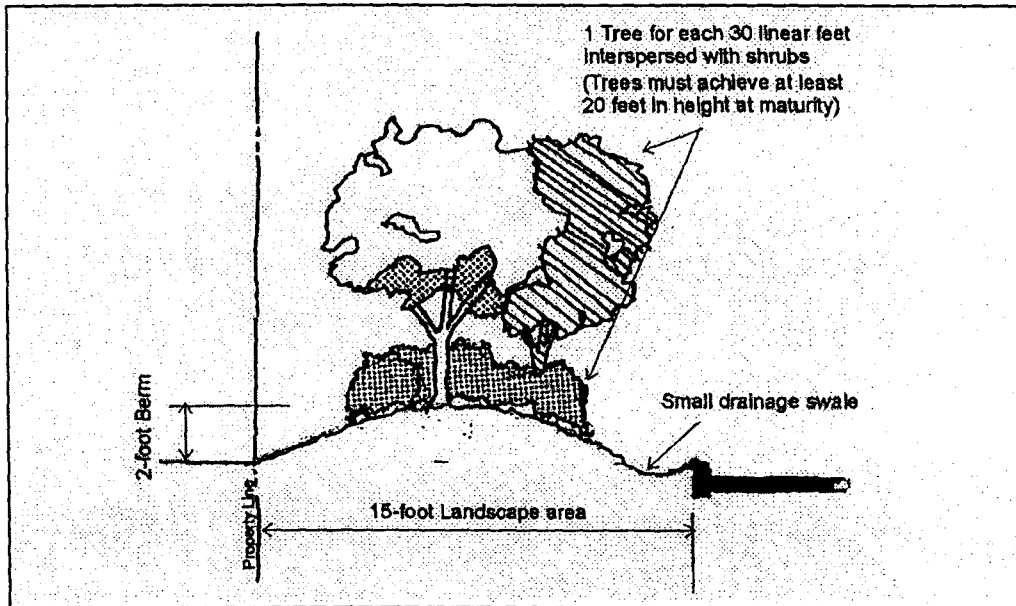 1 Tree for each 30 linear feet
interspersed with shrubs
(Trees must achieve at least
20 feet in height at maturity)
Small drainage swale
2-foot Berm
15-foot Landscape area
Property Line